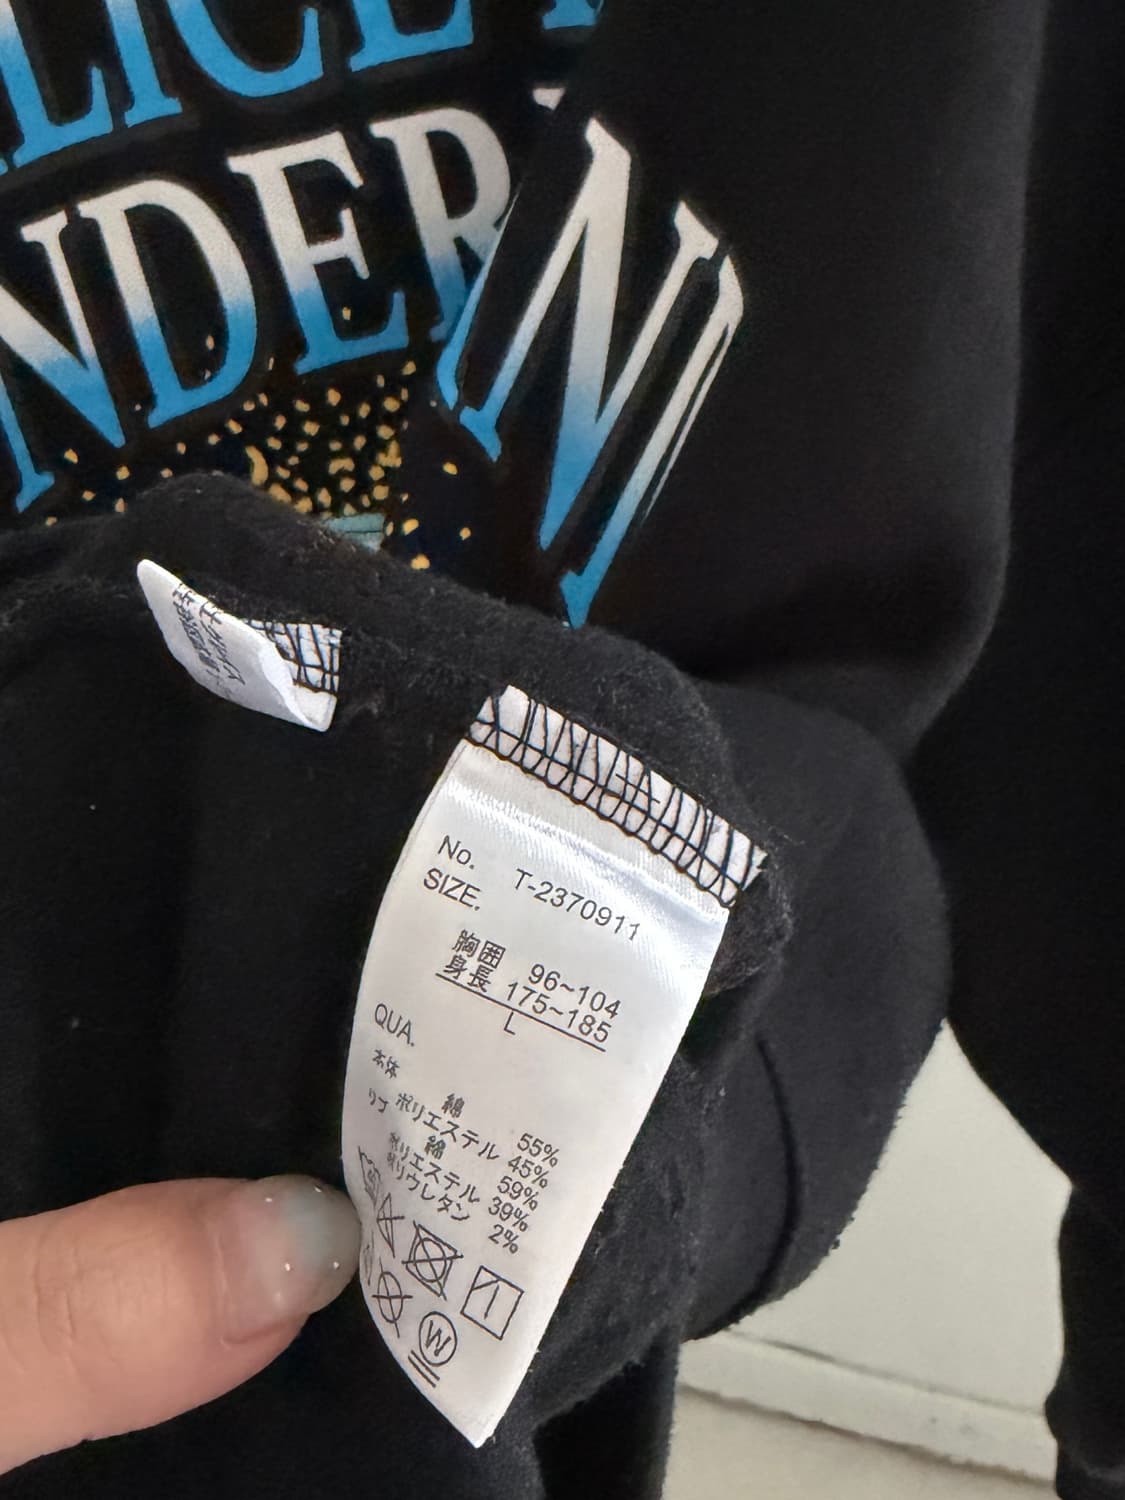 LICE
NDER
N
No. T-2370911
SIZE.
胸囲 96~104
身長 175~185
L
QUA.
本体
綿 55%
ポリエステル 45%
リブ 綿 59%
ポリエステル 39%
ポリウレタン 2%
W